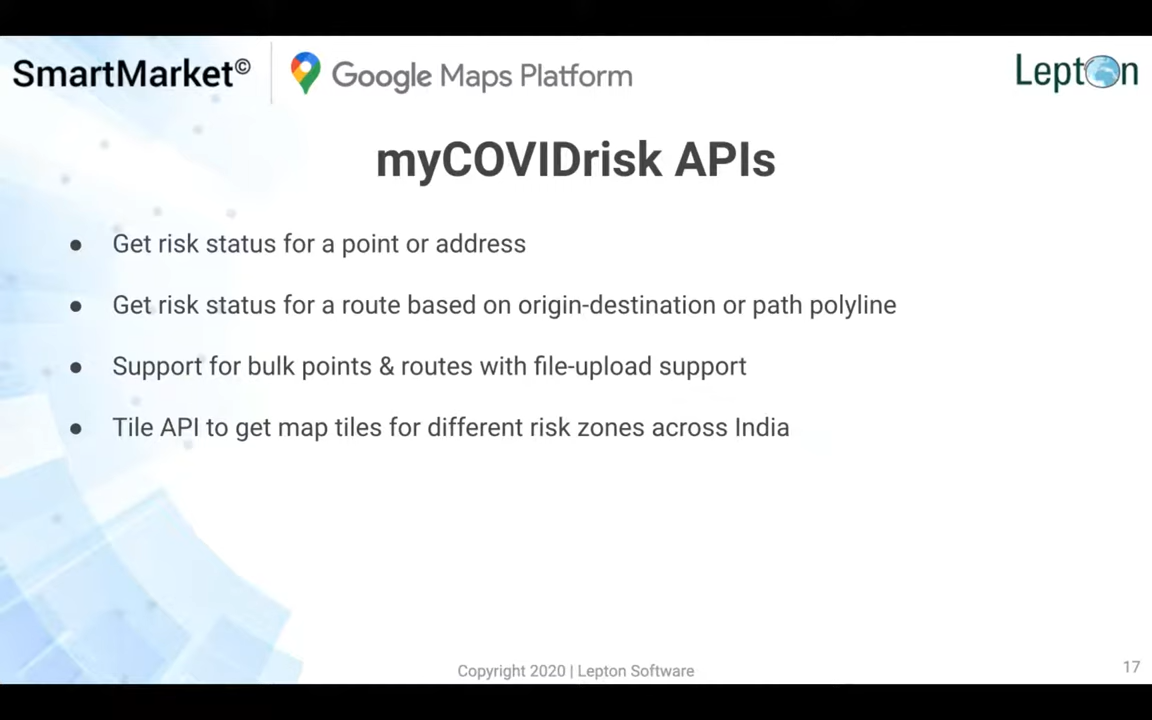 SmartMarket©
Google Maps Platform
Lepton
myCOVIDrisk APIs
● Get risk status for a point or address
● Get risk status for a route based on origin-destination or path polyline
● Support for bulk points & routes with file-upload support
● Tile API to get map tiles for different risk zones across India
Copyright 2020 | Lepton Software
17